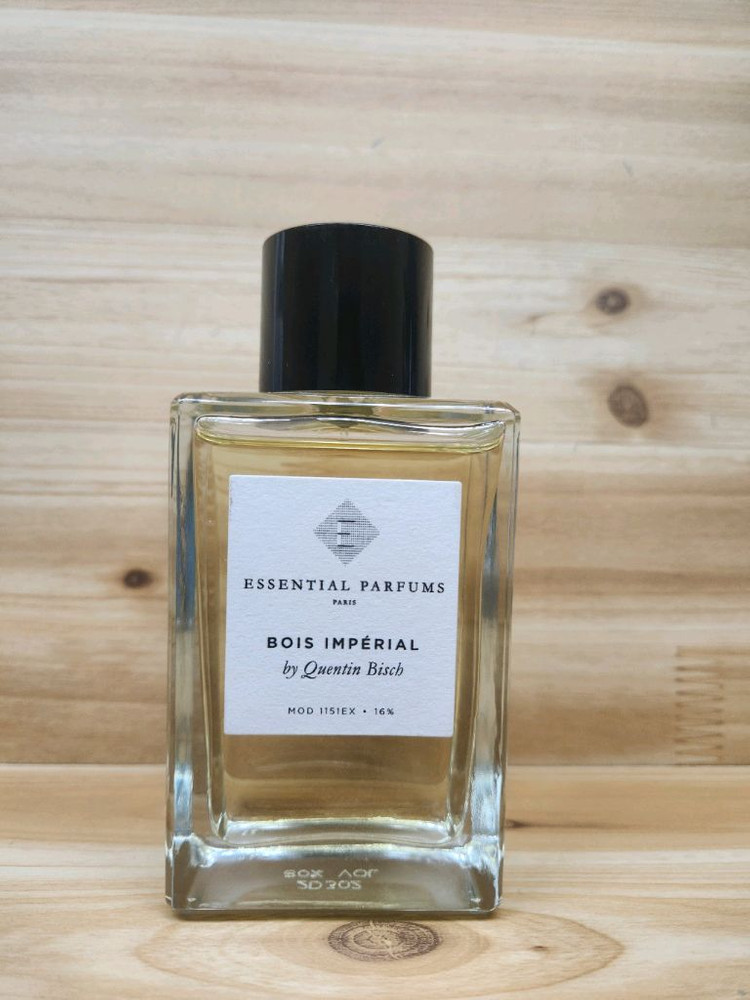 E
ESSENTIAL PARFUMS
PARIS
BOIS IMPÉRIAL
by Quentin Bisch
MOD 1151EX • 16%